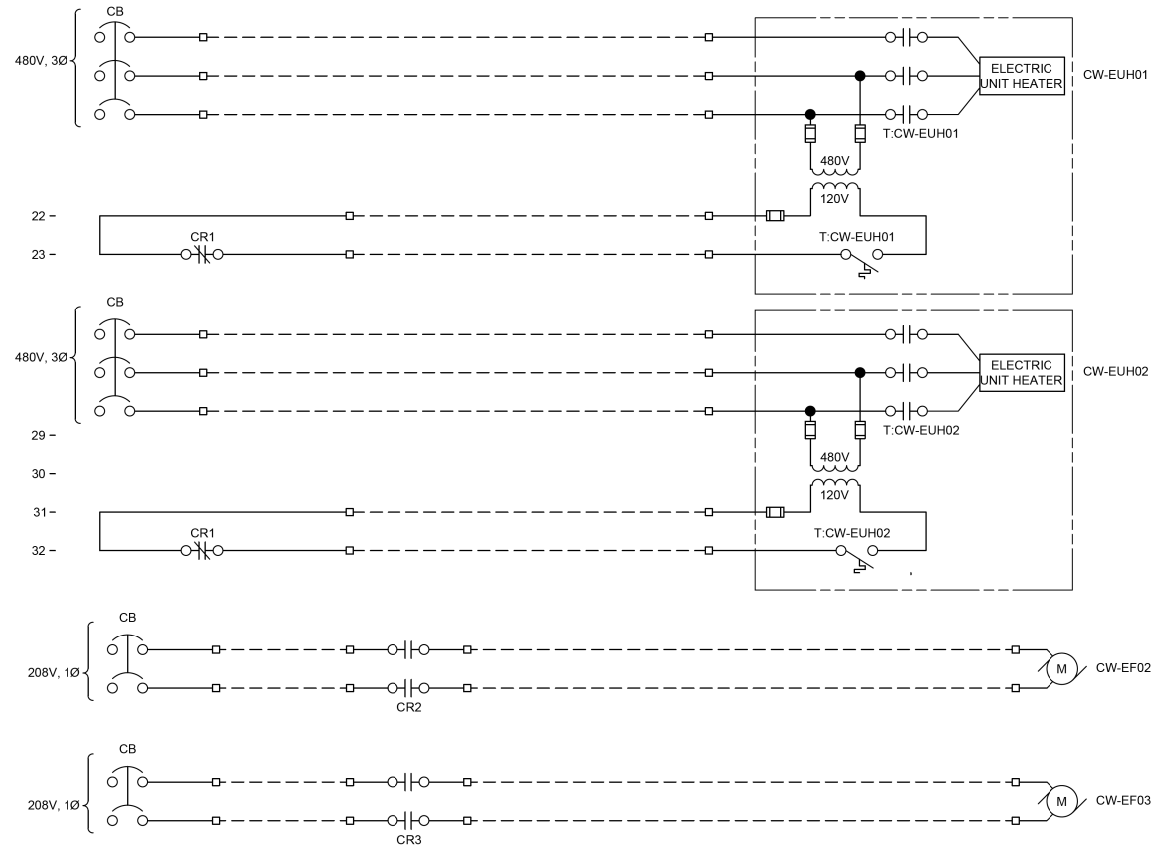 CB
480V, 3Ø
ELECTRIC
UNIT HEATER
CW-EUH01
T:CW-EUH01
480V
120V
22
CR1
T:CW-EUH01
23
CB
480V, 3Ø
ELECTRIC
UNIT HEATER
CW-EUH02
T:CW-EUH02
29
480V
30
120V
31
CR1
T:CW-EUH02
32
CB
208V, 1Ø
M
CW-EF02
CR2
CB
208V, 1Ø
M
CW-EF03
CR3